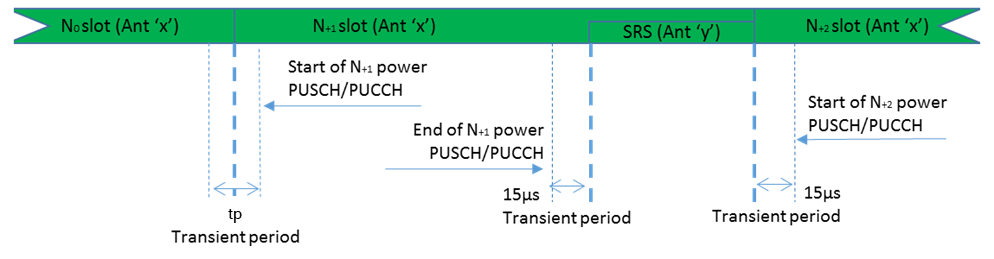 N0 slot (Ant ‘x’)
N+1 slot (Ant ‘x’)
SRS (Ant ‘y’)
N+2 slot (Ant ‘x’)
Start of N+1 power
PUSCH/PUCCH
Start of N+2 power
PUSCH/PUCCH
End of N+1 power
PUSCH/PUCCH
tp
Transient period
15µs
Transient period
15µs
Transient period